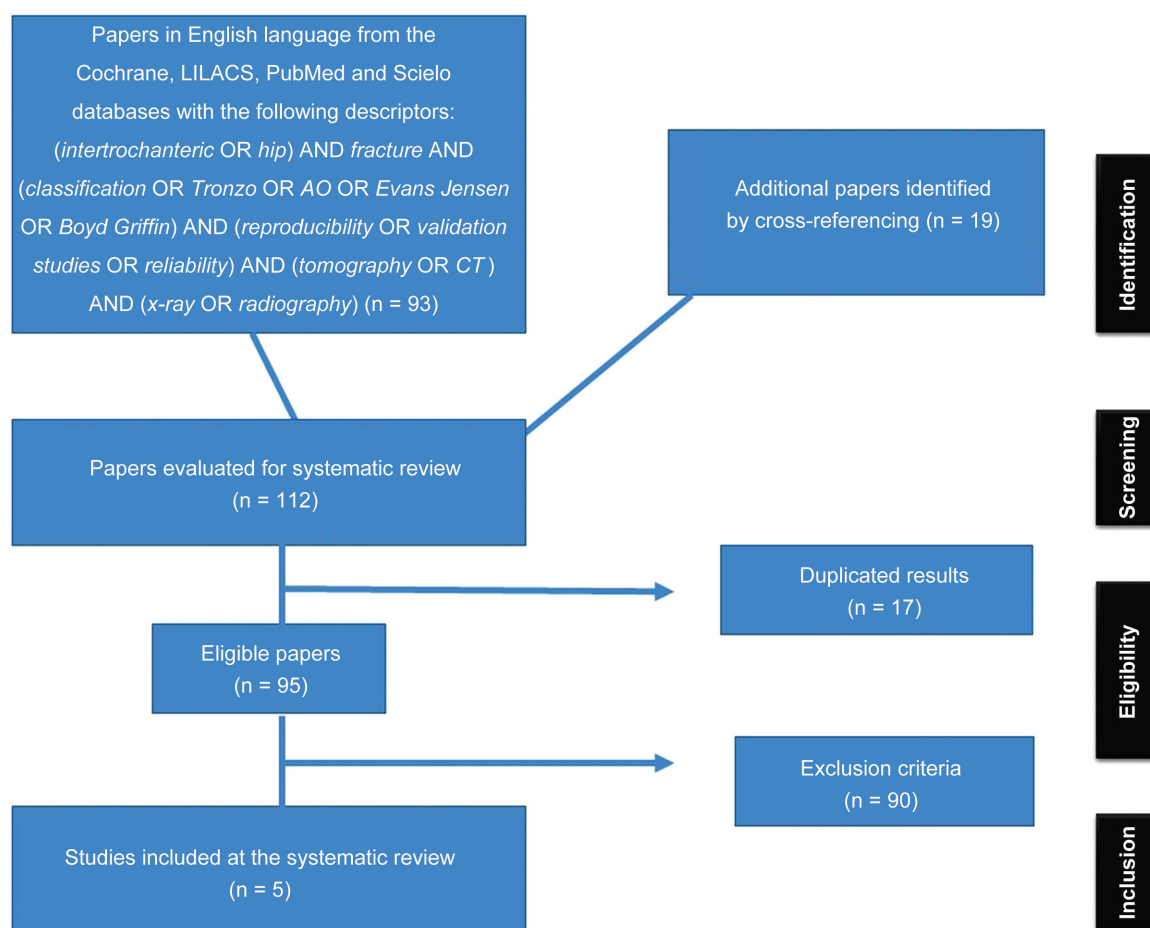 Papers in English language from the
Cochrane, LILACS, PubMed and Scielo
databases with the following descriptors:
(intertrochanteric OR hip) AND fracture AND
(classification OR Tronzo OR AO OR Evans Jensen
OR Boyd Griffin) AND (reproducibility OR validation
studies OR reliability) AND (tomography OR CT)
AND (x-ray OR radiography) (n = 93)
Additional papers identified
by cross-referencing (n = 19)
Identification
Papers evaluated for systematic review
(n = 112)
Screening
Duplicated results
(n = 17)
Eligible papers
(n = 95)
Eligibility
Exclusion criteria
(n = 90)
Studies included at the systematic review
(n = 5)
Inclusion